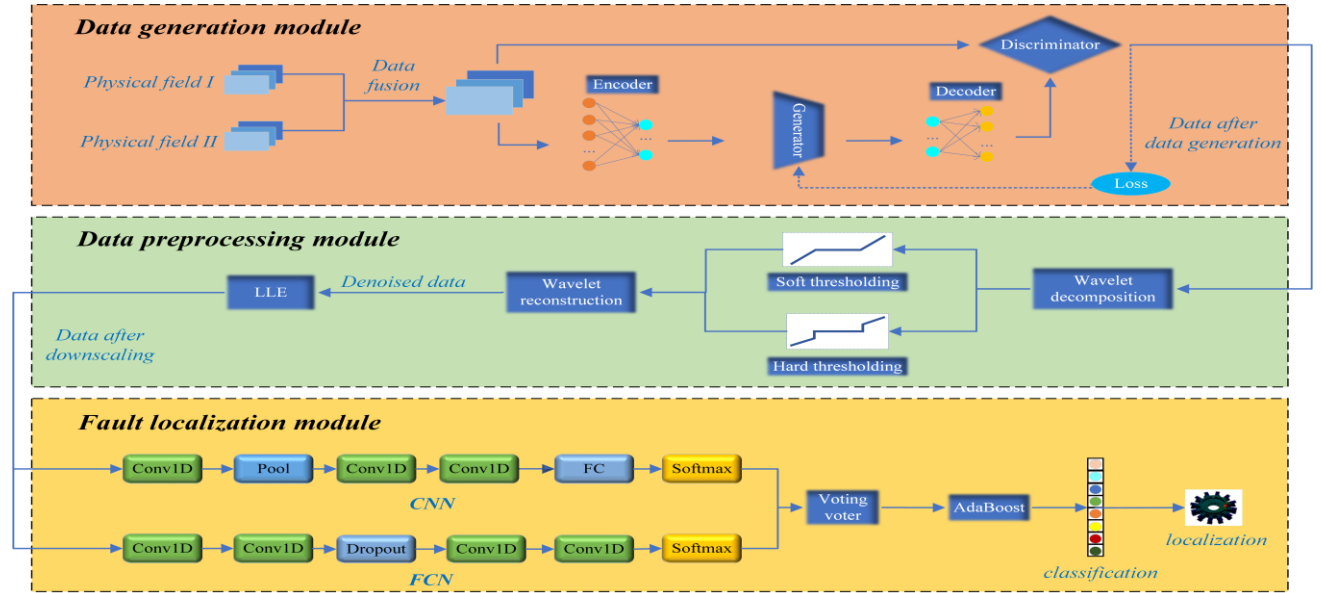 Data generation module
Physical field I
Data
fusion
Physical field II
Encoder
...
...
Generator
Decoder
...
...
Discriminator
Data after
data generation
Loss
Data preprocessing module
Wavelet
decomposition
Soft thresholding
Hard thresholding
Wavelet
reconstruction
Denoised data
LLE
Data after
downscaling
Fault localization module
Conv1D
Pool
Conv1D
Conv1D
FC
Softmax
CNN
Conv1D
Conv1D
Dropout
Conv1D
Conv1D
Softmax
FCN
Voting
voter
AdaBoost
classification
localization